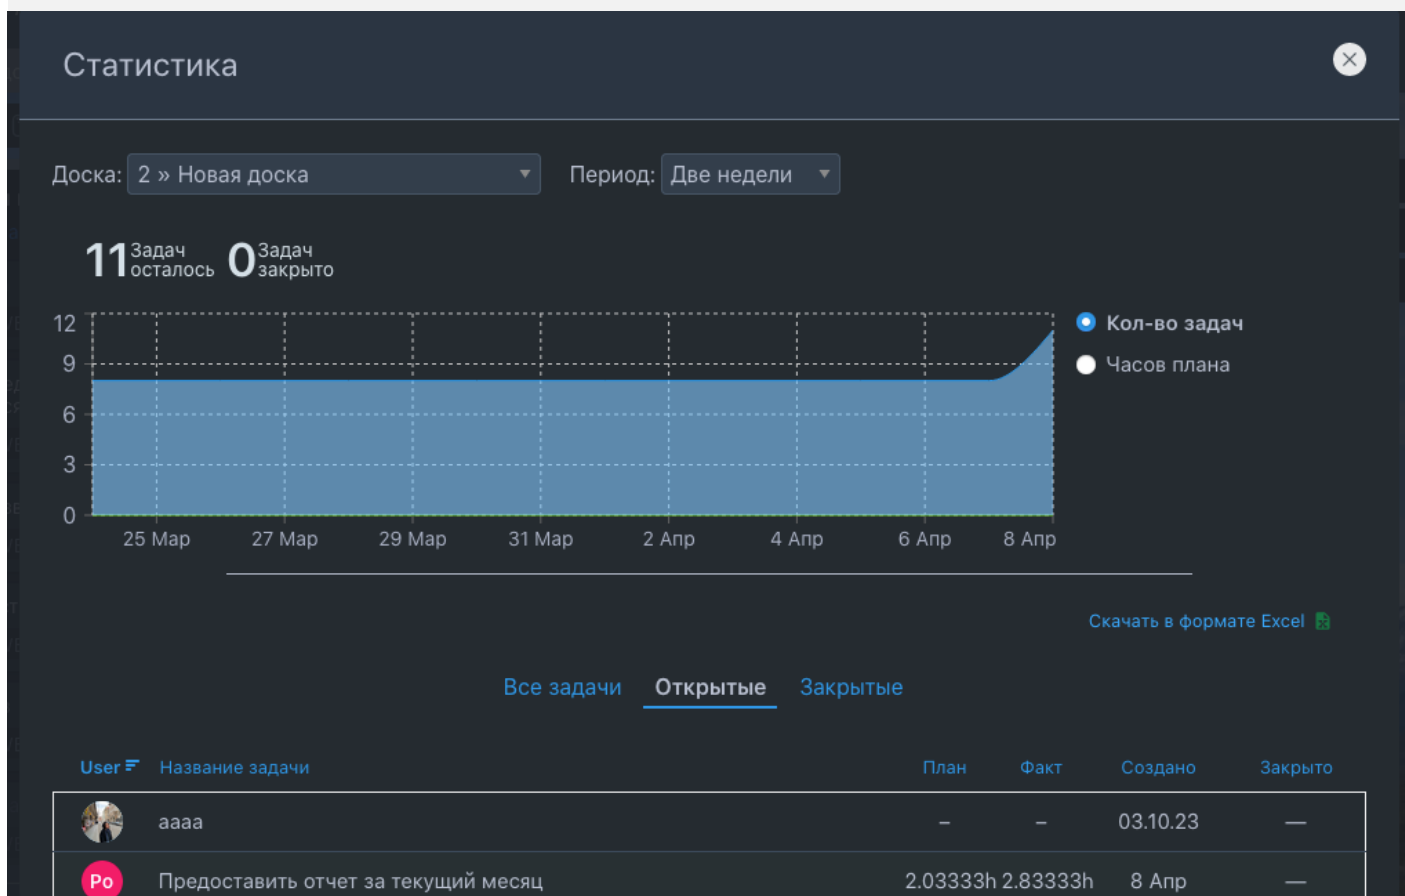 Статистика
Доска: 2 » Новая доска Период: Две недели
11 Задач осталось 0 Задач закрыто
12
9
6
3
0
Кол-во задач
Часов плана
25 Мар 27 Мар 29 Мар 31 Мар 2 Апр 4 Апр 6 Апр 8 Апр
Скачать в формате Excel
Все задачи Открытые Закрытые
User Название задачи План Факт Создано Закрыто
аааа – – 03.10.23 —
Po Предоставить отчет за текущий месяц 2.03333h 2.83333h 8 Апр —